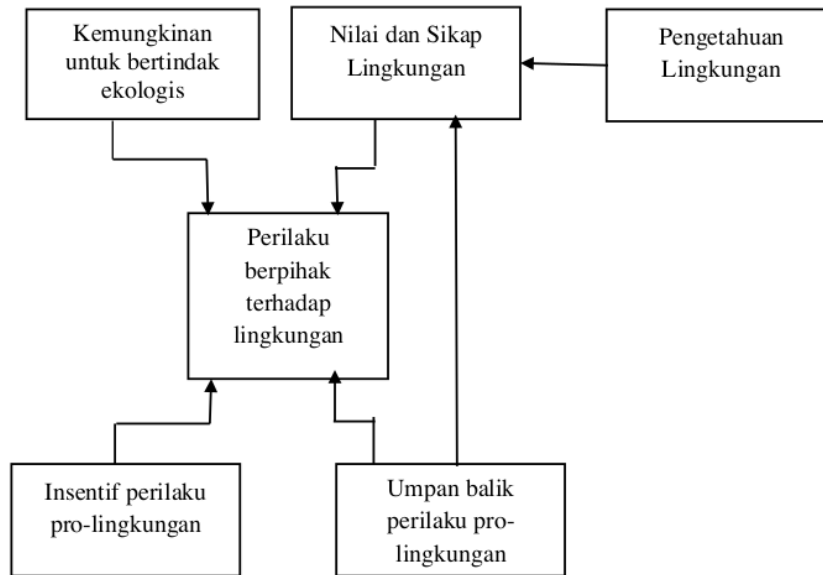 Kemungkinan
untuk bertindak
ekologis
Nilai dan Sikap
Lingkungan
Pengetahuan
Lingkungan
Perilaku
berpihak
terhadap
lingkungan
Insentif perilaku
pro-lingkungan
Umpan balik
perilaku pro-
lingkungan